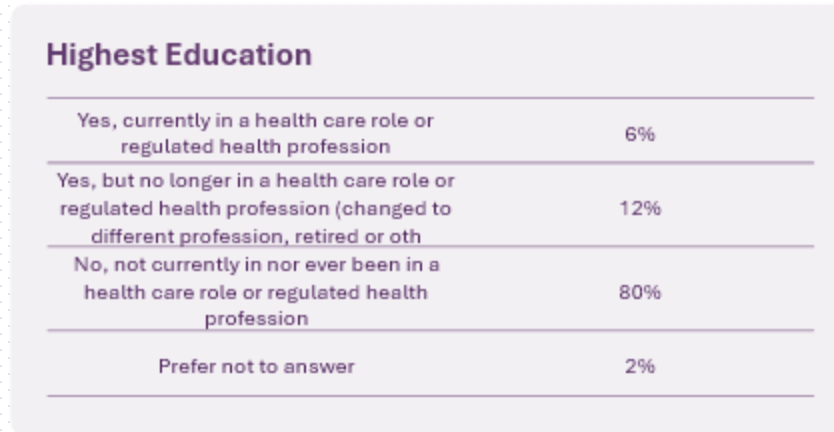 Highest Education
Yes, currently in a health care role or
regulated health profession
6%
Yes, but no longer in a health care role or
regulated health profession (changed to
different profession, retired or oth
12%
No, not currently in nor ever been in a
health care role or regulated health
profession
80%
Prefer not to answer
2%